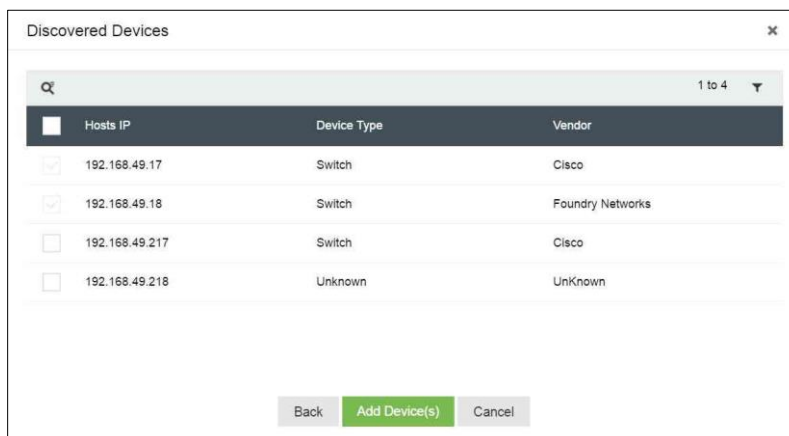 Discovered Devices
1 to 4
Hosts IP Device Type Vendor
192.168.49.17 Switch Cisco
192.168.49.18 Switch Foundry Networks
192.168.49.217 Switch Cisco
192.168.49.218 Unknown UnKnown
Back Add Device(s) Cancel